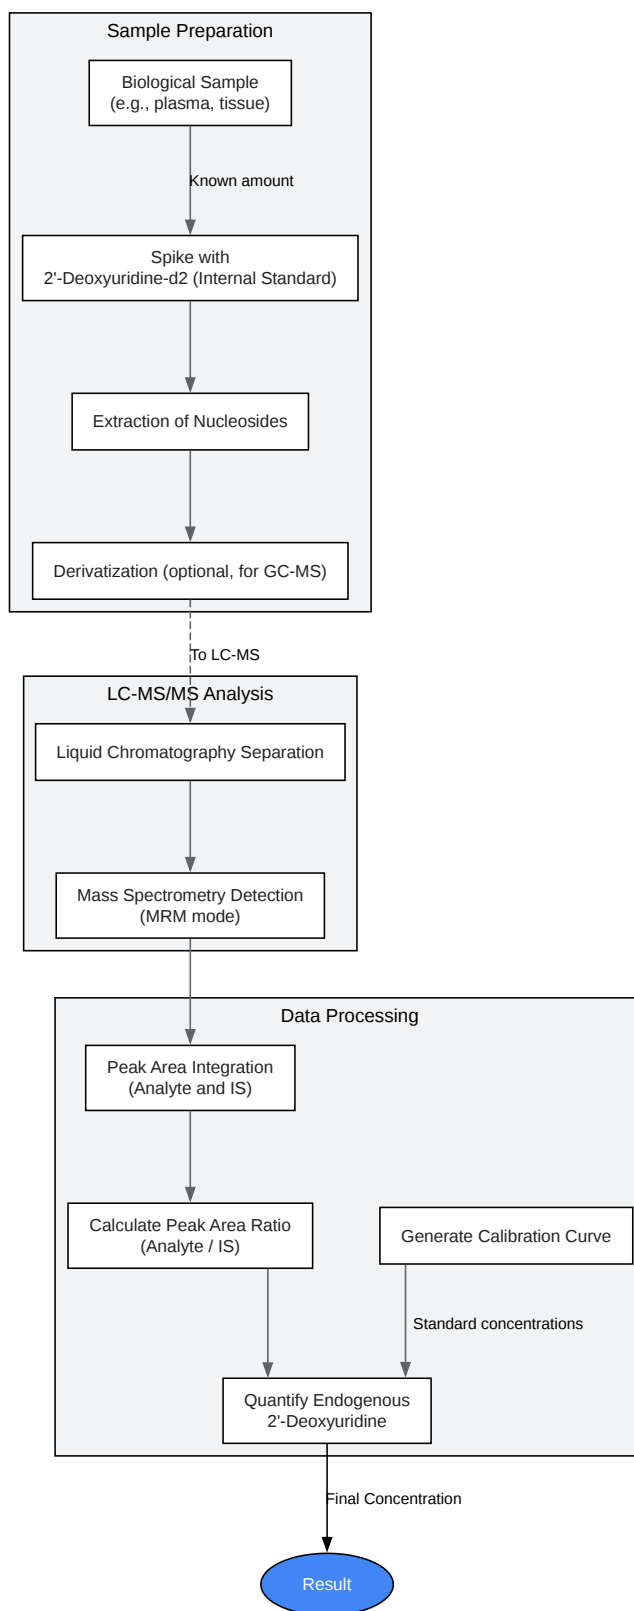 Sample Preparation
Biological Sample
(e.g., plasma, tissue)
Known amount
Spike with
2'-Deoxyuridine-d2 (Internal Standard)
Extraction of Nucleosides
Derivatization (optional, for GC-MS)
To LC-MS
LC-MS/MS Analysis
Liquid Chromatography Separation
Mass Spectrometry Detection
(MRM mode)
Data Processing
Peak Area Integration
(Analyte and IS)
Calculate Peak Area Ratio
(Analyte / IS)
Generate Calibration Curve
Standard concentrations
Quantify Endogenous
2'-Deoxyuridine
Final Concentration
Result